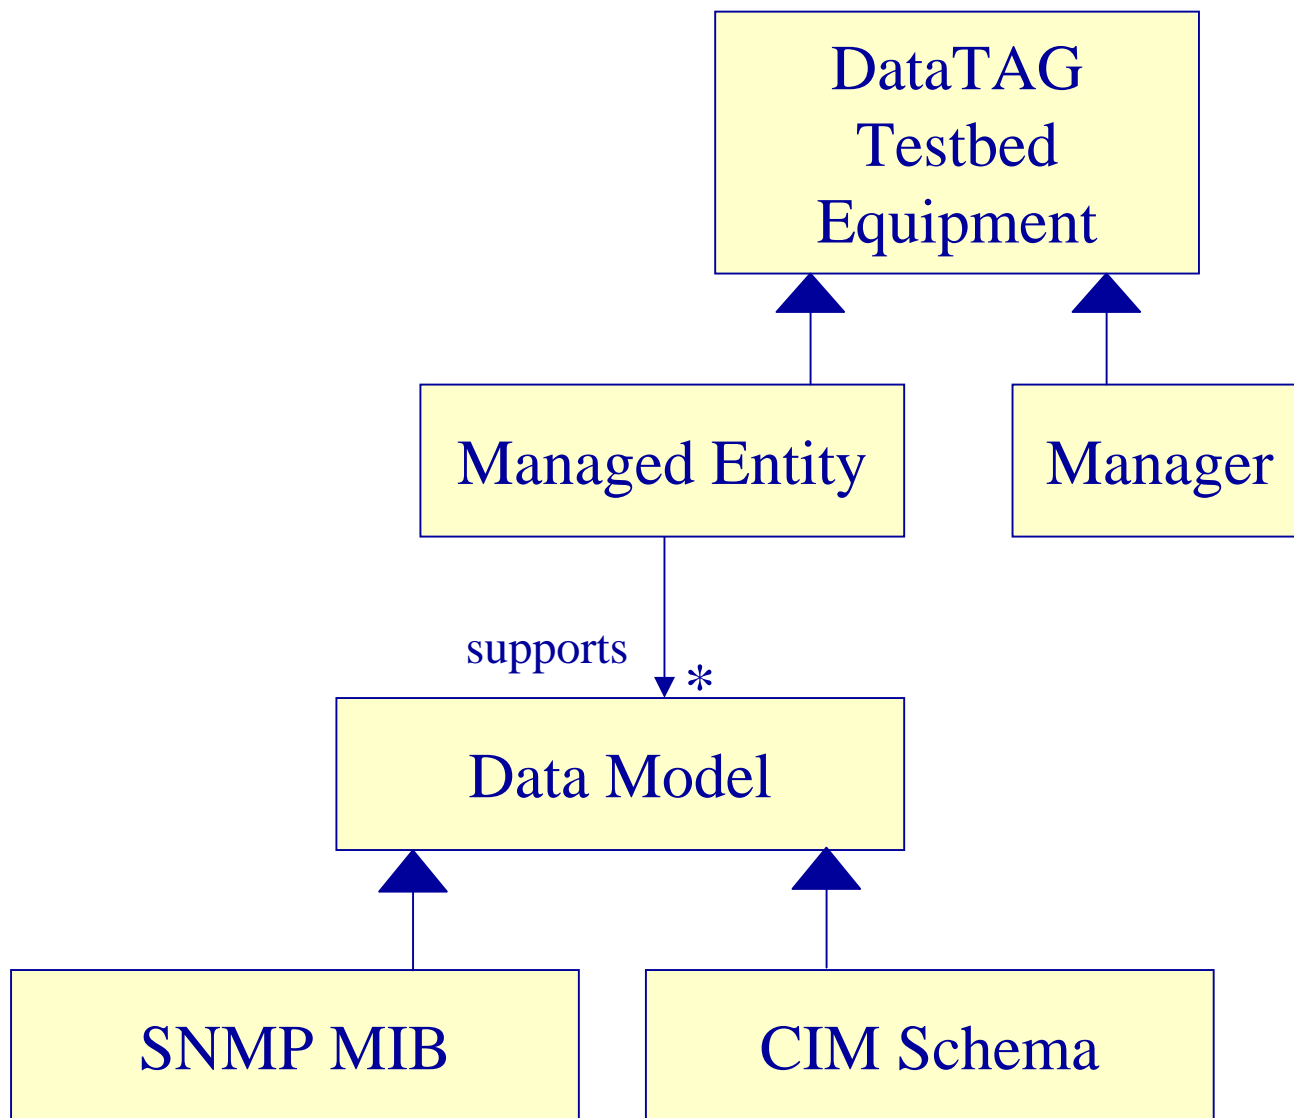 DataTAG
Testbed
Equipment
Managed Entity
Manager
supports
*
Data Model
SNMP MIB
CIM Schema